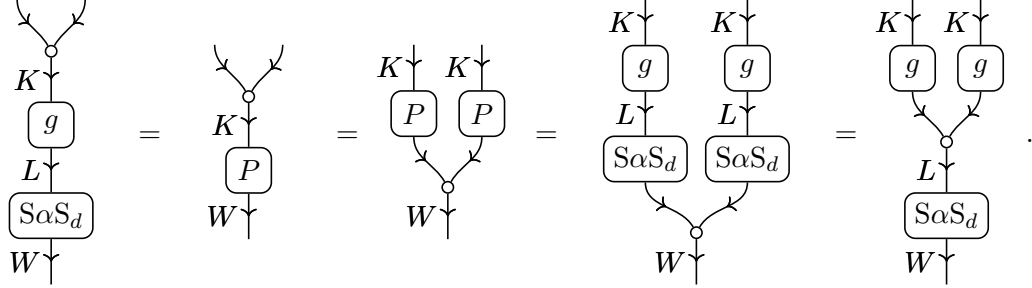 K K K K
K K K
g g g g g
= K P P = L L =
g = P = SαS_d SαS_d = L .
L W
SαS_d W W SαS_d
W W W